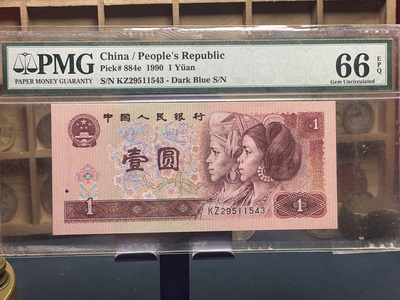 PMG
PAPER MONEY GUARANTY
China / People's Republic
Pick# 884e 1990 1 Yüan
S/N KZ29511543 - Dark Blue S/N
66 EPQ
Gem Uncirculated
中国人民银行
1
壹圆
KZ29511543
1
1